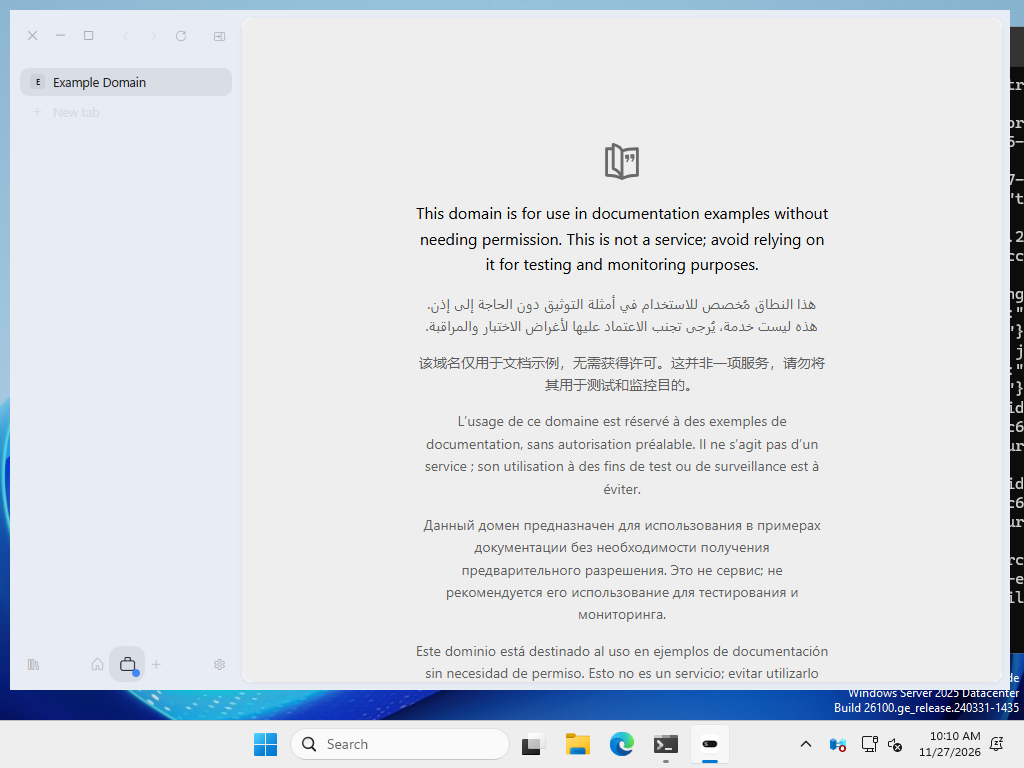 E Example Domain
+ New tab
This domain is for use in documentation examples without
needing permission. This is not a service; avoid relying on
it for testing and monitoring purposes.
هذا النطاق مُخصص للاستخدام في أمثلة التوثيق دون الحاجة إلى إذن.
هذه ليست خدمة، يُرجى تجنب الاعتماد عليها لأغراض الاختبار والمراقبة.
该域名仅用于文档示例，无需获得许可。这并非一项服务，请勿将
其用于测试和监控目的。
L’usage de ce domaine est réservé à des exemples de
documentation, sans autorisation préalable. Il ne s’agit pas d’un
service ; son utilisation à des fins de test ou de surveillance est à
éviter.
Данный домен предназначен для использования в примерах
документации без необходимости получения
предварительного разрешения. Это не сервис; не
рекомендуется его использование для тестирования и
мониторинга.
Este dominio está destinado al uso en ejemplos de documentación
sin necesidad de permiso. Esto no es un servicio; evitar utilizarlo
Windows Server 2025 Datacenter
Build 26100.ge_release.240331-1435
Search
10:10 AM
11/27/2026